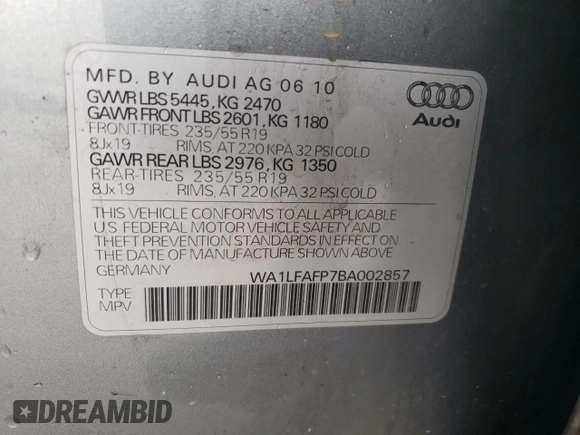 MFD. BY AUDI AG 06 10
GVWR LBS 5445, KG 2470
GAWR FRONT LBS 2601, KG 1180
FRONT-TIRES 235/55 R19
8Jx19 RIMS, AT 220 KPA 32 PSI COLD
GAWR REAR LBS 2976, KG 1350
REAR-TIRES 235/55 R19
8Jx19 RIMS, AT 220 KPA 32 PSI COLD
Audi
THIS VEHICLE CONFORMS TO ALL APPLICABLE
U.S FEDERAL MOTOR VEHICLE SAFETY AND
THEFT PREVENTION STANDARDS IN EFFECT ON
THE DATE OF MANUFACTURE SHOWN ABOVE
GERMANY WA1LFAFP7BA002857
TYPE
MPV
DREAMBID